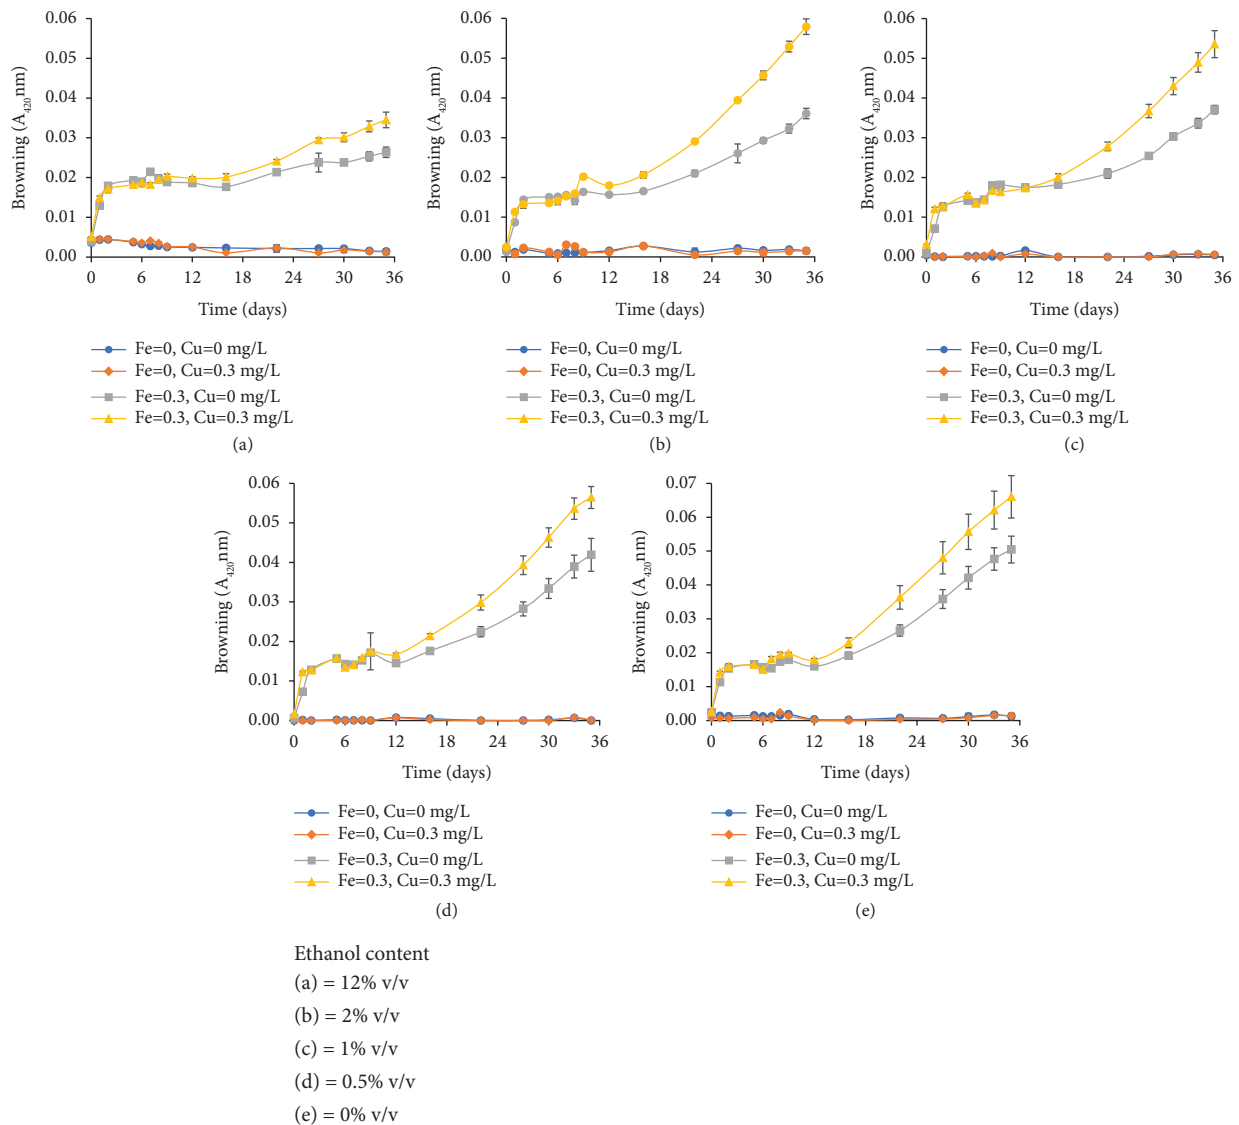 0.06
0.05
0.04
0.03
0.02
0.01
0.00
Browning (A420nm)
0 6 12 18 24 30 36
Time (days)
Fe=0, Cu=0 mg/L
Fe=0, Cu=0.3 mg/L
Fe=0.3, Cu=0 mg/L
Fe=0.3, Cu=0.3 mg/L
(a)
0.06
0.05
0.04
0.03
0.02
0.01
0.00
Browning (A420nm)
0 6 12 18 24 30 36
Time (days)
Fe=0, Cu=0 mg/L
Fe=0, Cu=0.3 mg/L
Fe=0.3, Cu=0 mg/L
Fe=0.3, Cu=0.3 mg/L
(b)
0.06
0.05
0.04
0.03
0.02
0.01
0.00
Browning (A420nm)
0 6 12 18 24 30 36
Time (days)
Fe=0, Cu=0 mg/L
Fe=0, Cu=0.3 mg/L
Fe=0.3, Cu=0 mg/L
Fe=0.3, Cu=0.3 mg/L
(c)
0.06
0.05
0.04
0.03
0.02
0.01
0.00
Browning (A420nm)
0 6 12 18 24 30 36
Time (days)
Fe=0, Cu=0 mg/L
Fe=0, Cu=0.3 mg/L
Fe=0.3, Cu=0 mg/L
Fe=0.3, Cu=0.3 mg/L
(d)
0.07
0.06
0.05
0.04
0.03
0.02
0.01
0.00
Browning (A420nm)
0 6 12 18 24 30 36
Time (days)
Fe=0, Cu=0 mg/L
Fe=0, Cu=0.3 mg/L
Fe=0.3, Cu=0 mg/L
Fe=0.3, Cu=0.3 mg/L
(e)
Ethanol content
(a) = 12% v/v
(b) = 2% v/v
(c) = 1% v/v
(d) = 0.5% v/v
(e) = 0% v/v